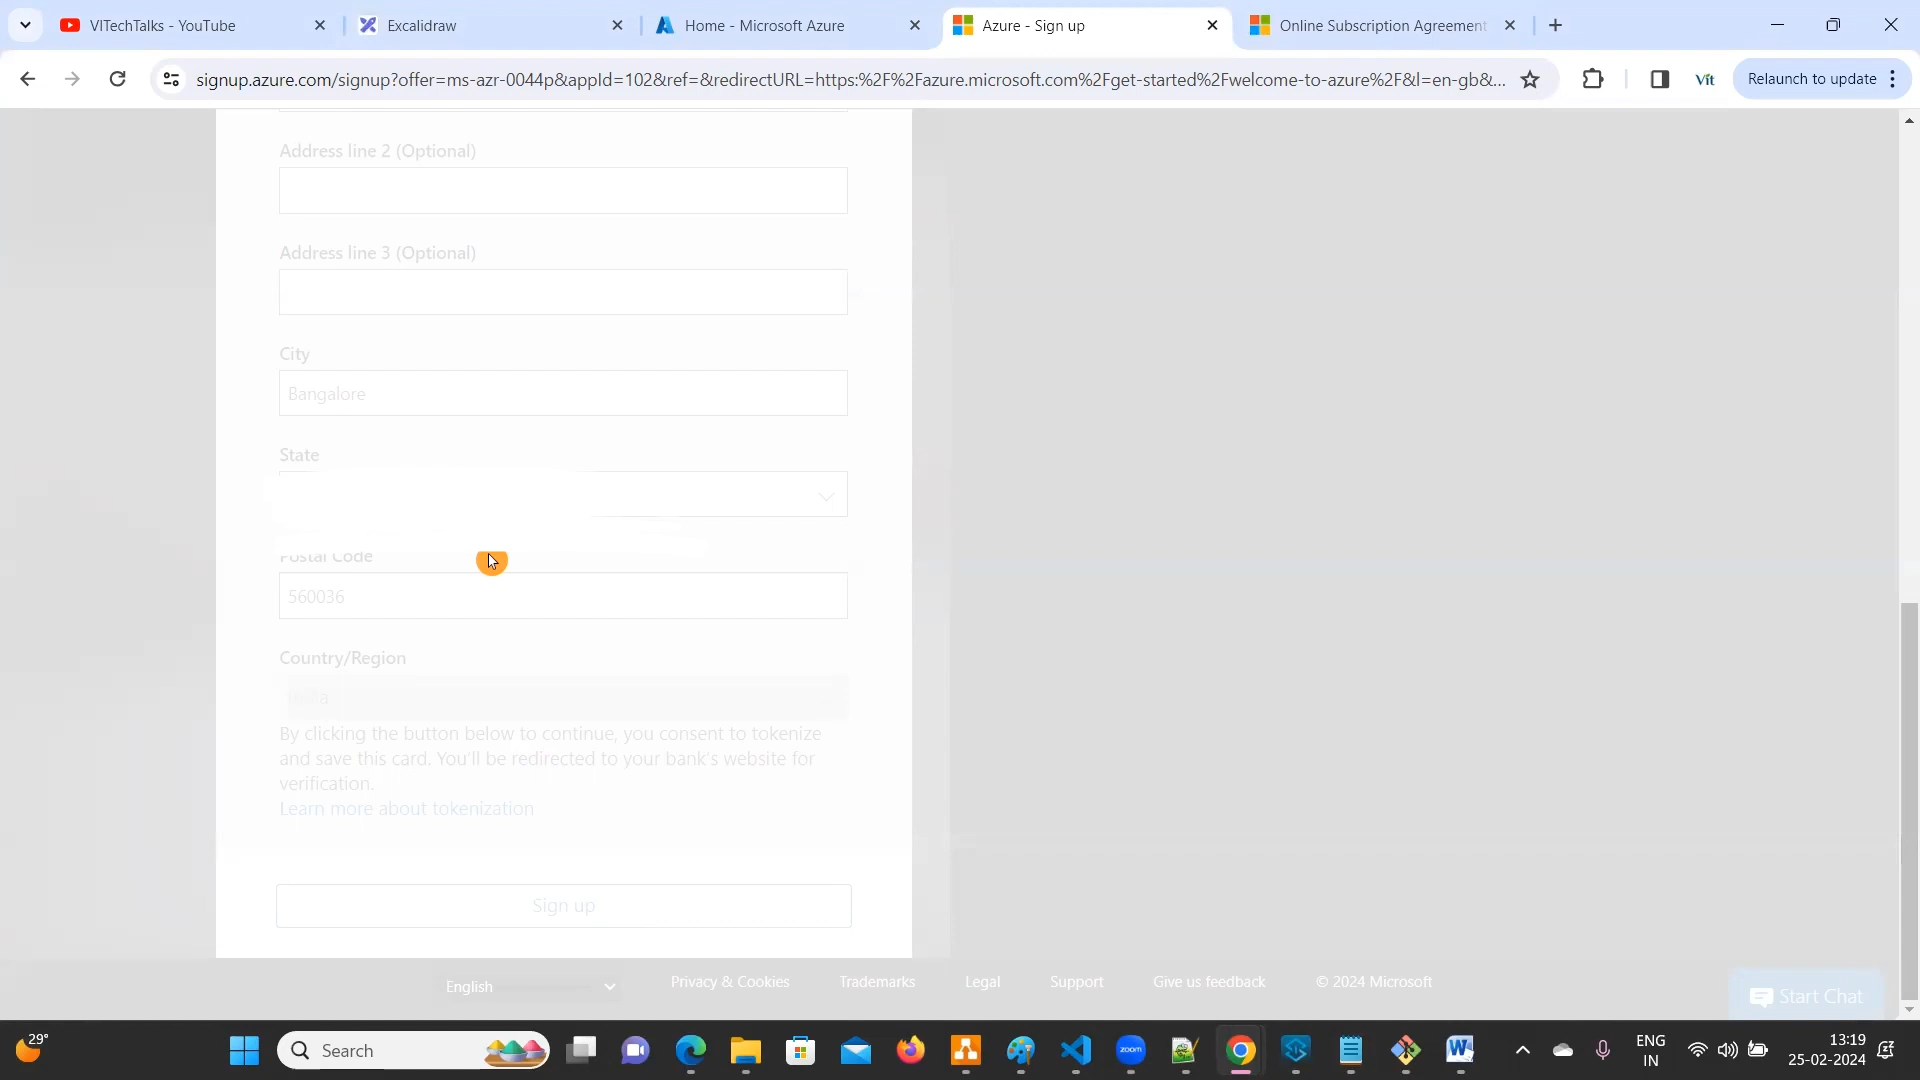 VITechTalks - YouTube
Excalidraw
Home - Microsoft Azure
Azure - Sign up
Online Subscription Agreement
signup.azure.com/signup?offer=ms-azr-0044p&appId=102&ref=&redirectURL=https:%2F%2Fazure.microsoft.com%2Fget-started%2Fwelcome-to-azure%2F&l=en-gb&...
Vit
Relaunch to update
Address line 2 (Optional)
Address line 3 (Optional)
City
Bangalore
State
Postal Code
560036
Country/Region
India
By clicking the button below to continue, you consent to tokenize
and save this card. You'll be redirected to your bank's website for
verification.
Learn more about tokenization
Sign up
English
Privacy & Cookies
Trademarks
Legal
Support
Give us feedback
© 2024 Microsoft
Start Chat
29°
Search
zoom
ENG
IN
13:19
25-02-2024